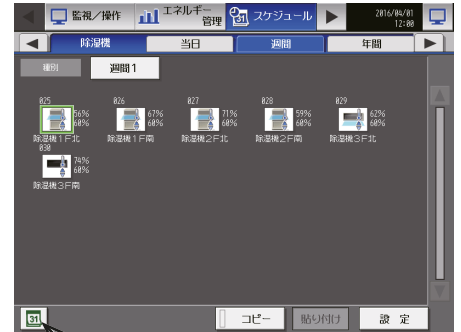 監視／操作
エネルギー
管理
スケジュール
2016/04/01
12:00
除湿機
当日
週間
年間
種別
週間1
025
56%
60%
026
67%
60%
027
71%
60%
028
59%
60%
029
62%
60%
除湿機1F北
除湿機1F南
除湿機2F北
除湿機2F南
除湿機3F北
030
74%
60%
除湿機3F南
31
コピー
貼り付け
設 定